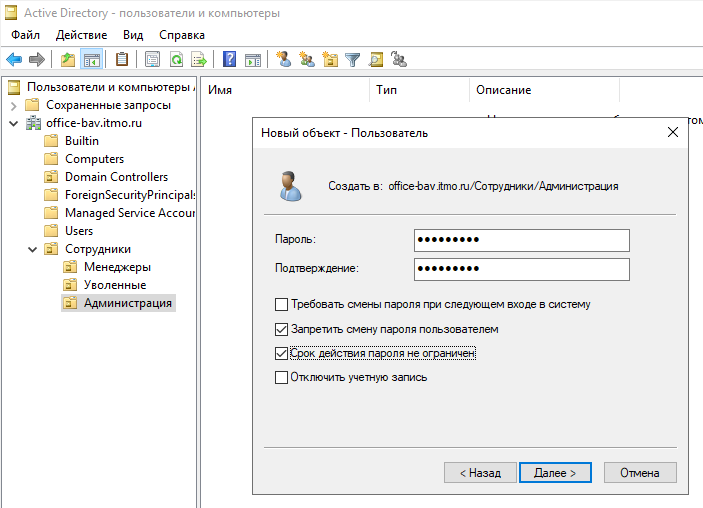 Active Directory - пользователи и компьютеры
Файл Действие Вид Справка
Пользователи и компьютеры
Сохраненные запросы
office-bav.itmo.ru
Builtin
Computers
Domain Controllers
ForeignSecurityPrincipals
Managed Service Accour
Users
Сотрудники
Менеджеры
Уволенные
Администрация
Имя Тип Описание
Новый объект - Пользователь
Создать в: office-bav.itmo.ru/Сотрудники/Администрация
Пароль: •••••••••
Подтверждение: •••••••••
Требовать смены пароля при следующем входе в систему
Запретить смену пароля пользователем
Срок действия пароля не ограничен
Отключить учетную запись
< Назад Далее > Отмена